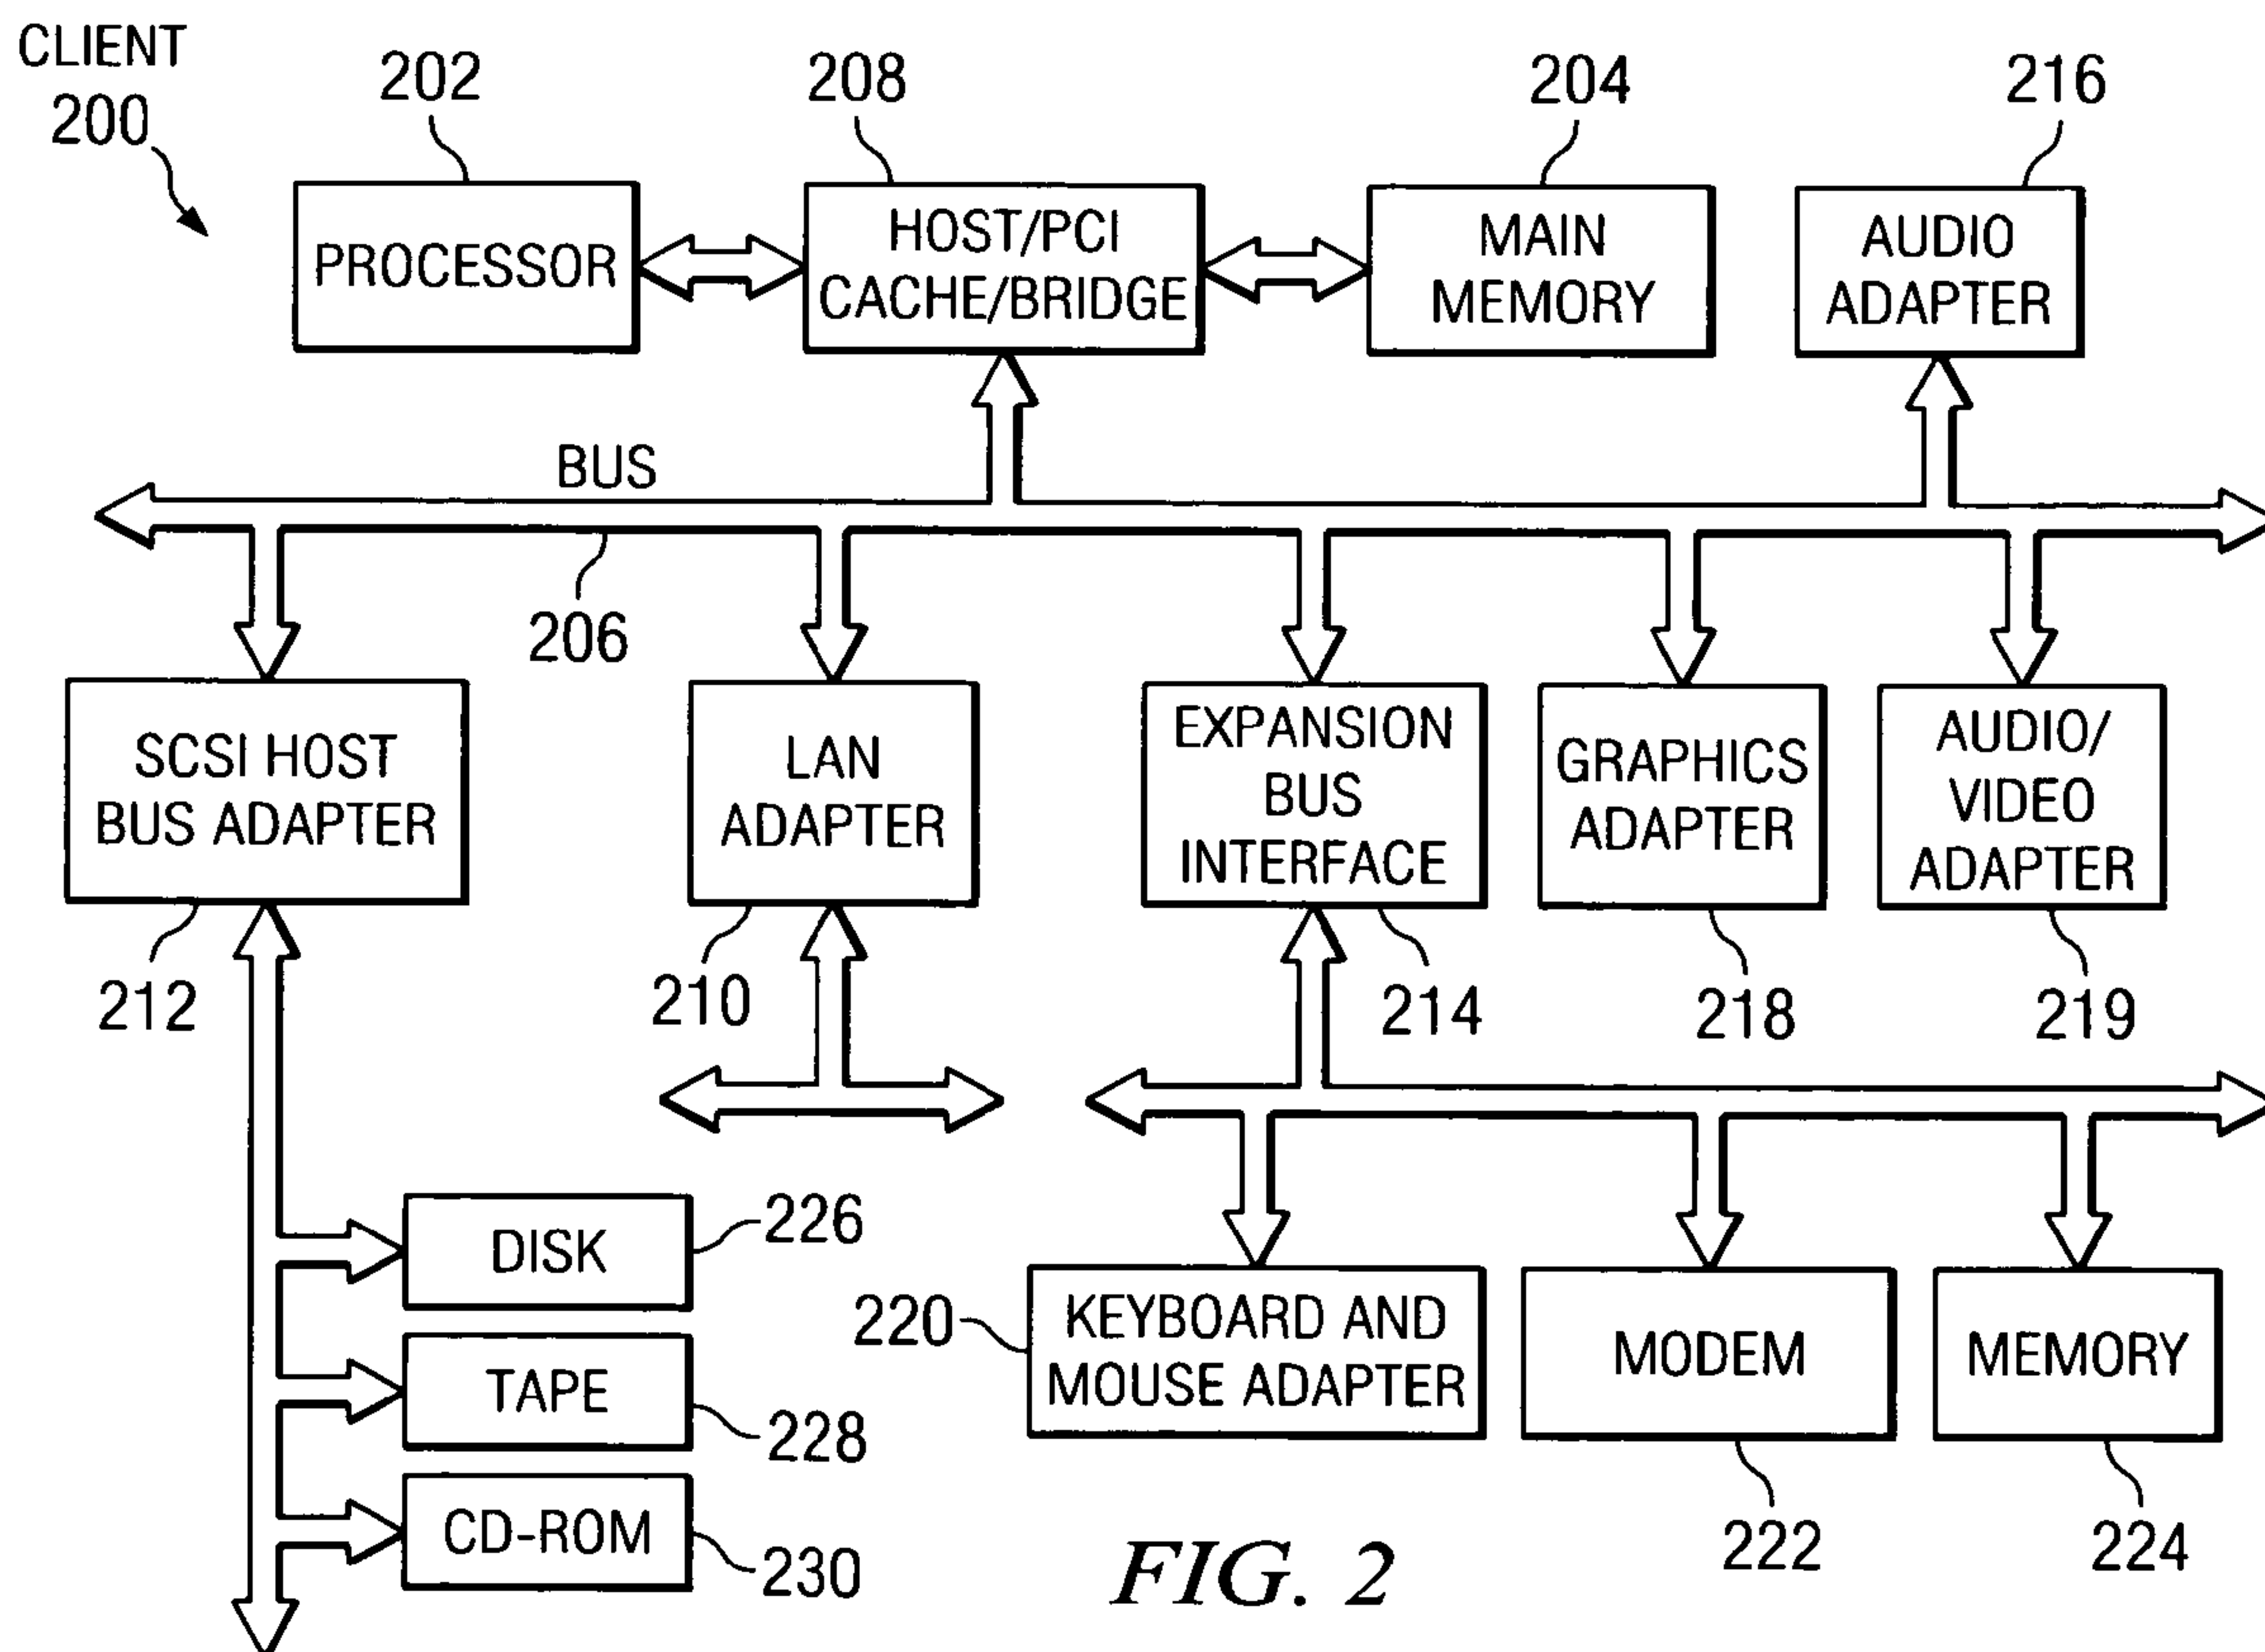 CLIENT
200
202
208
204
216
PROCESSOR
HOST/PCI
CACHE/BRIDGE
MAIN
MEMORY
AUDIO
ADAPTER
BUS
206
SCSI HOST
BUS ADAPTER
LAN
ADAPTER
EXPANSION
BUS
INTERFACE
GRAPHICS
ADAPTER
AUDIO/
VIDEO
ADAPTER
212
210
214
218
219
DISK
226
TAPE
228
CD-ROM
230
220
KEYBOARD AND
MOUSE ADAPTER
MODEM
MEMORY
222
224
FIG. 2